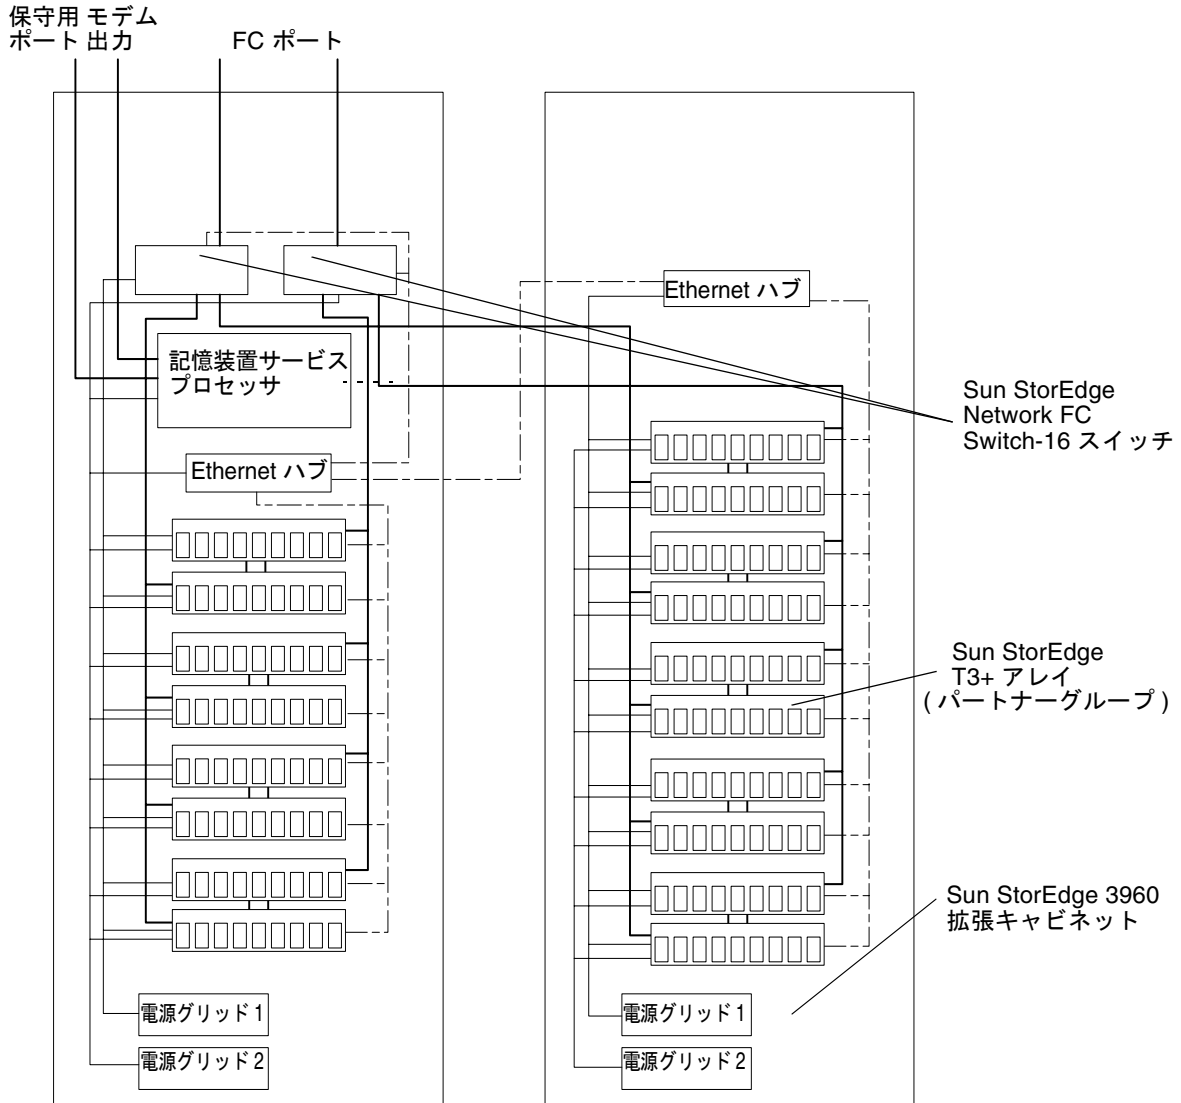 保守用 モデム
ポート 出力
FC ポート
Ethernet ハブ
記憶装置サービス
プロセッサ
Sun StorEdge
Network FC
Switch-16 スイッチ
Ethernet ハブ
Sun StorEdge
T3+ アレイ
( パートナーグループ )
Sun StorEdge 3960
拡張キャビネット
電源グリッド 1
電源グリッド 1
電源グリッド 2
電源グリッド 2